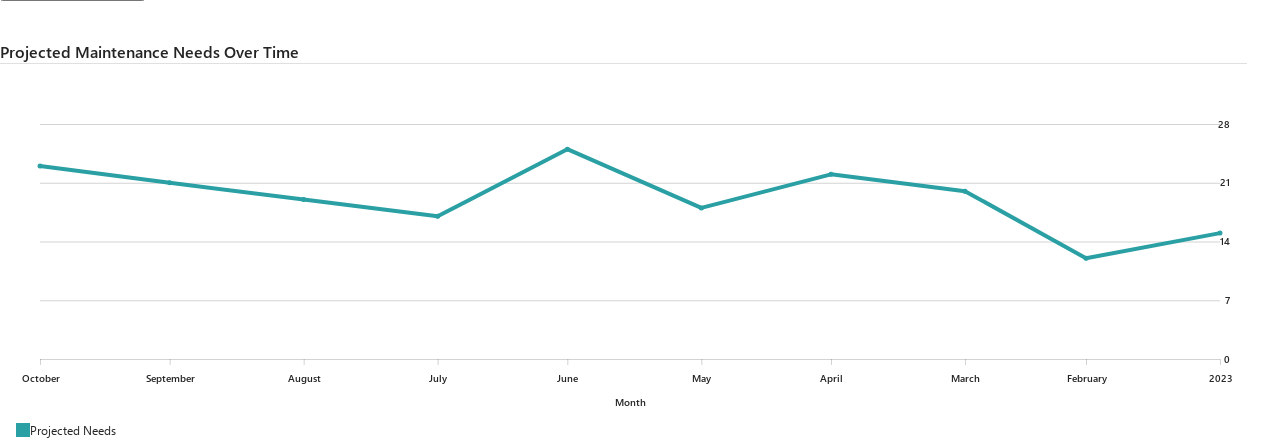 Projected Maintenance Needs Over Time
28
21
14
7
0
October September August July June May April March February 2023
Month
Projected Needs